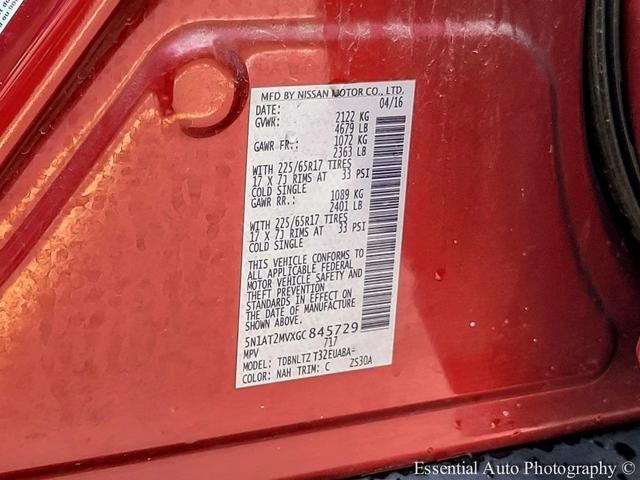 MFD BY NISSAN MOTOR CO., LTD.
DATE: 04/16
GVWR: 2122 KG
4679 LB
GAWR FR.: 1072 KG
2363 LB
WITH 225/65R17 TIRES
17 X 7J RIMS AT 33 PSI
COLD SINGLE
GAWR RR.: 1089 KG
2401 LB
WITH 225/65R17 TIRES
17 X 7J RIMS AT 33 PSI
COLD SINGLE
THIS VEHICLE CONFORMS TO
ALL APPLICABLE FEDERAL
MOTOR VEHICLE SAFETY AND
THEFT PREVENTION
STANDARDS IN EFFECT ON
THE DATE OF MANUFACTURE
SHOWN ABOVE.
5N1AT2MVXGC845729
MPV 717
MODEL: TDBNLTZ T32EUABA-
COLOR: NAH TRIM: C 2S30A
Essential Auto Photography ©